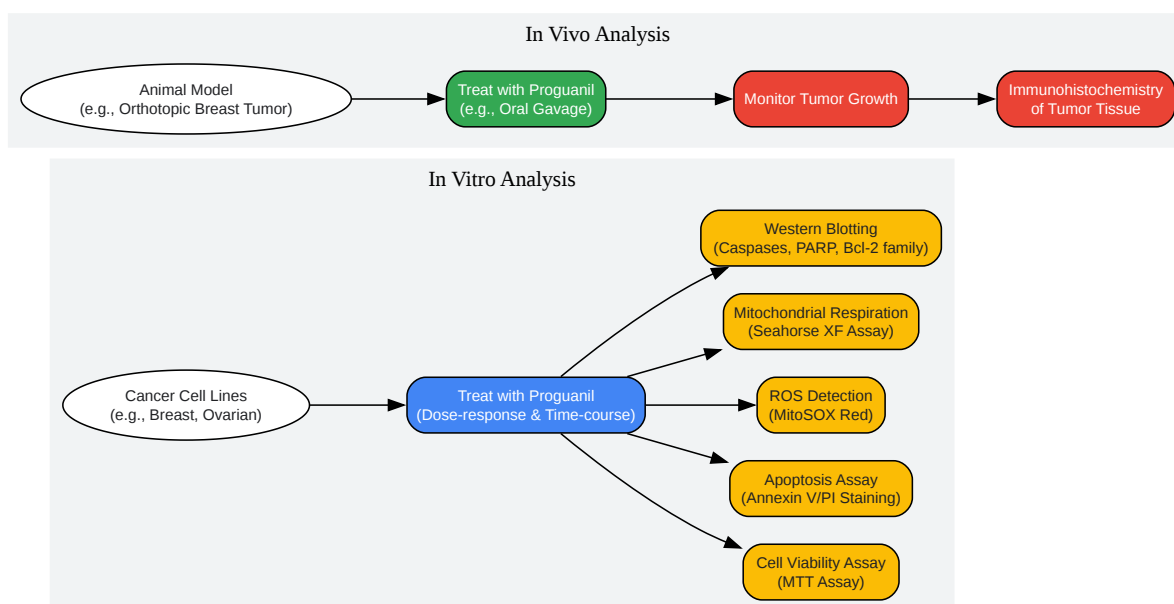 In Vivo Analysis
Animal Model
(e.g., Orthotopic Breast Tumor)
Treat with Proguanil
(e.g., Oral Gavage)
Monitor Tumor Growth
Immunohistochemistry
of Tumor Tissue
In Vitro Analysis
Cancer Cell Lines
(e.g., Breast, Ovarian)
Treat with Proguanil
(Dose-response & Time-course)
Western Blotting
(Caspases, PARP, Bcl-2 family)
Mitochondrial Respiration
(Seahorse XF Assay)
ROS Detection
(MitoSOX Red)
Apoptosis Assay
(Annexin V/PI Staining)
Cell Viability Assay
(MTT Assay)